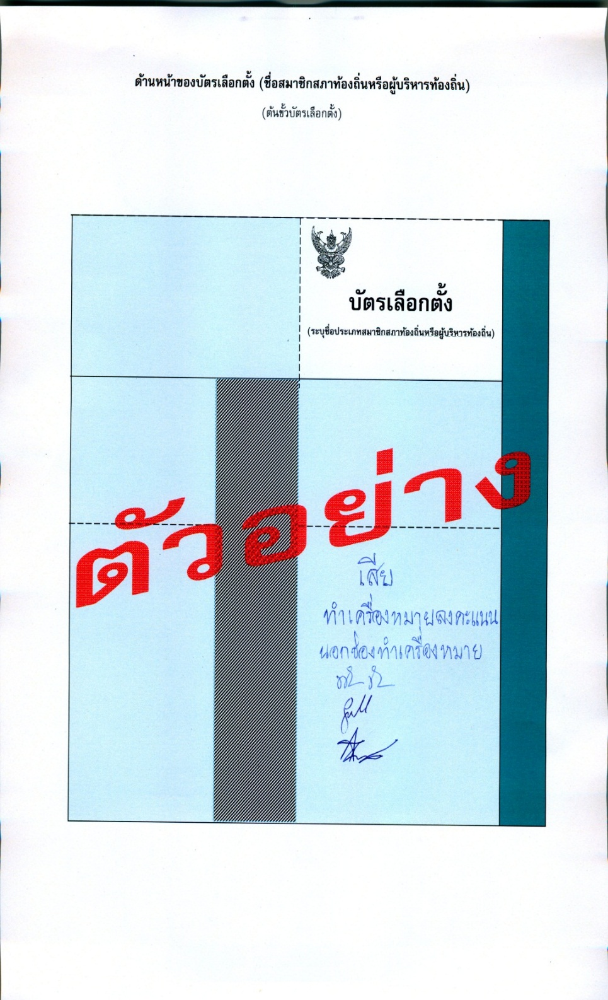 ด้านหน้าของบัตรเลือกตั้ง (ชื่อสมาชิกสภาท้องถิ่นหรือผู้บริหารท้องถิ่น)
(ต้นขั้วบัตรเลือกตั้ง)
บัตรเลือกตั้ง
(ระบุชื่อประเภทสมาชิกสภาท้องถิ่นหรือผู้บริหารท้องถิ่น)
ตัวอย่าง
เสีย
ทำเครื่องหมายลงคะแนน
นอกช่องทำเครื่องหมาย